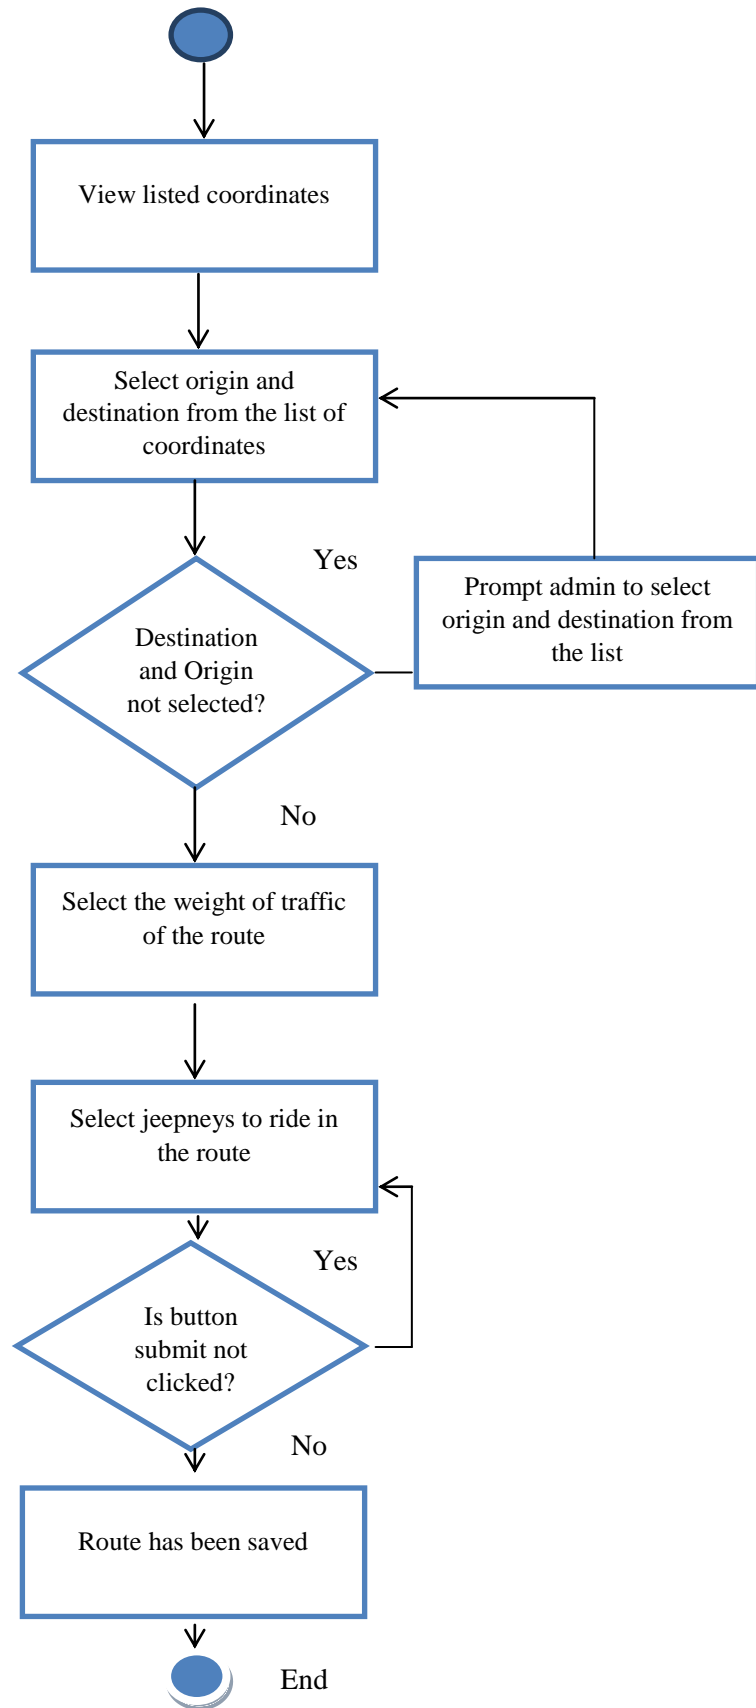 View listed coordinates
Select origin and
destination from the list of
coordinates
Yes
Prompt admin to select
origin and destination from
the list
Destination
and Origin
not selected?
No
Select the weight of traffic
of the route
Select jeepneys to ride in
the route
Yes
Is button
submit not
clicked?
No
Route has been saved
End